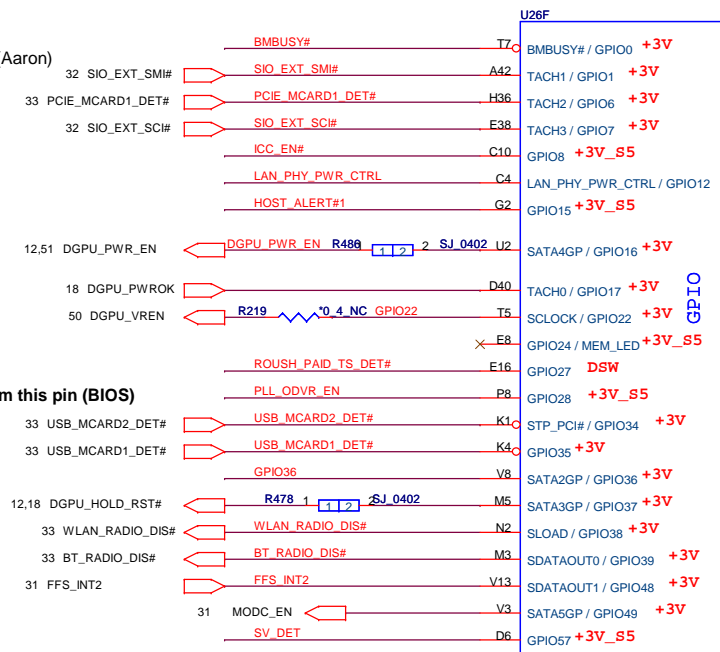 U26F
BMBUSY# T7 BMBUSY# / GPIO0 +3V
(Aaron)
32 SIO_EXT_SMI# SIO_EXT_SMI# A42 TACH1 / GPIO1 +3V
33 PCIE_MCARD1_DET# PCIE_MCARD1_DET# H36 TACH2 / GPIO6 +3V
32 SIO_EXT_SCI# SIO_EXT_SCI# E38 TACH3 / GPIO7 +3V
ICC_EN# C10 GPIO8 +3V_S5
LAN_PHY_PWR_CTRL C4 LAN_PHY_PWR_CTRL / GPIO12
HOST_ALERT#1 G2 GPIO15 +3V_S5
12,51 DGPU_PWR_EN DGPU_PWR_EN R486 1 2 2 SJ_0402 U2 SATA4GP / GPIO16 +3V
18 DGPU_PWROK D40 TACH0 / GPIO17 +3V
GPIO
50 DGPU_VREN R219 *0_4_NC GPIO22 T5 SCLOCK / GPIO22 +3V
E8 GPIO24 / MEM_LED +3V_S5
ROUSH_PAID_TS_DET# E16 GPIO27 DSW
m this pin (BIOS)
PLL_ODVR_EN P8 GPIO28 +3V_S5
33 USB_MCARD2_DET# USB_MCARD2_DET# K1 STP_PCI# / GPIO34 +3V
33 USB_MCARD1_DET# USB_MCARD1_DET# K4 GPIO35 +3V
GPIO36 V8 SATA2GP / GPIO36 +3V
12,18 DGPU_HOLD_RST# R478 1 1 2 2 SJ_0402 M5 SATA3GP / GPIO37 +3V
33 WLAN_RADIO_DIS# WLAN_RADIO_DIS# N2 SLOAD / GPIO38 +3V
33 BT_RADIO_DIS# BT_RADIO_DIS# M3 SDATAOUT0 / GPIO39 +3V
31 FFS_INT2 FFS_INT2 V13 SDATAOUT1 / GPIO48 +3V
31 MODC_EN V3 SATA5GP / GPIO49 +3V
SV_DET D6 GPIO57 +3V_S5